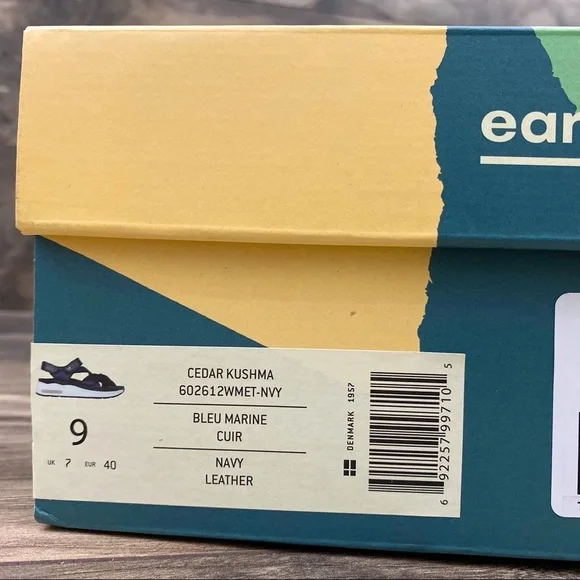 ear
CEDAR KUSHMA
602612WMET-NVY
BLEU MARINE
CUIR
NAVY
LEATHER
9
UK 7 EUR 40
DENMARK 1957
6 92257 99710 5